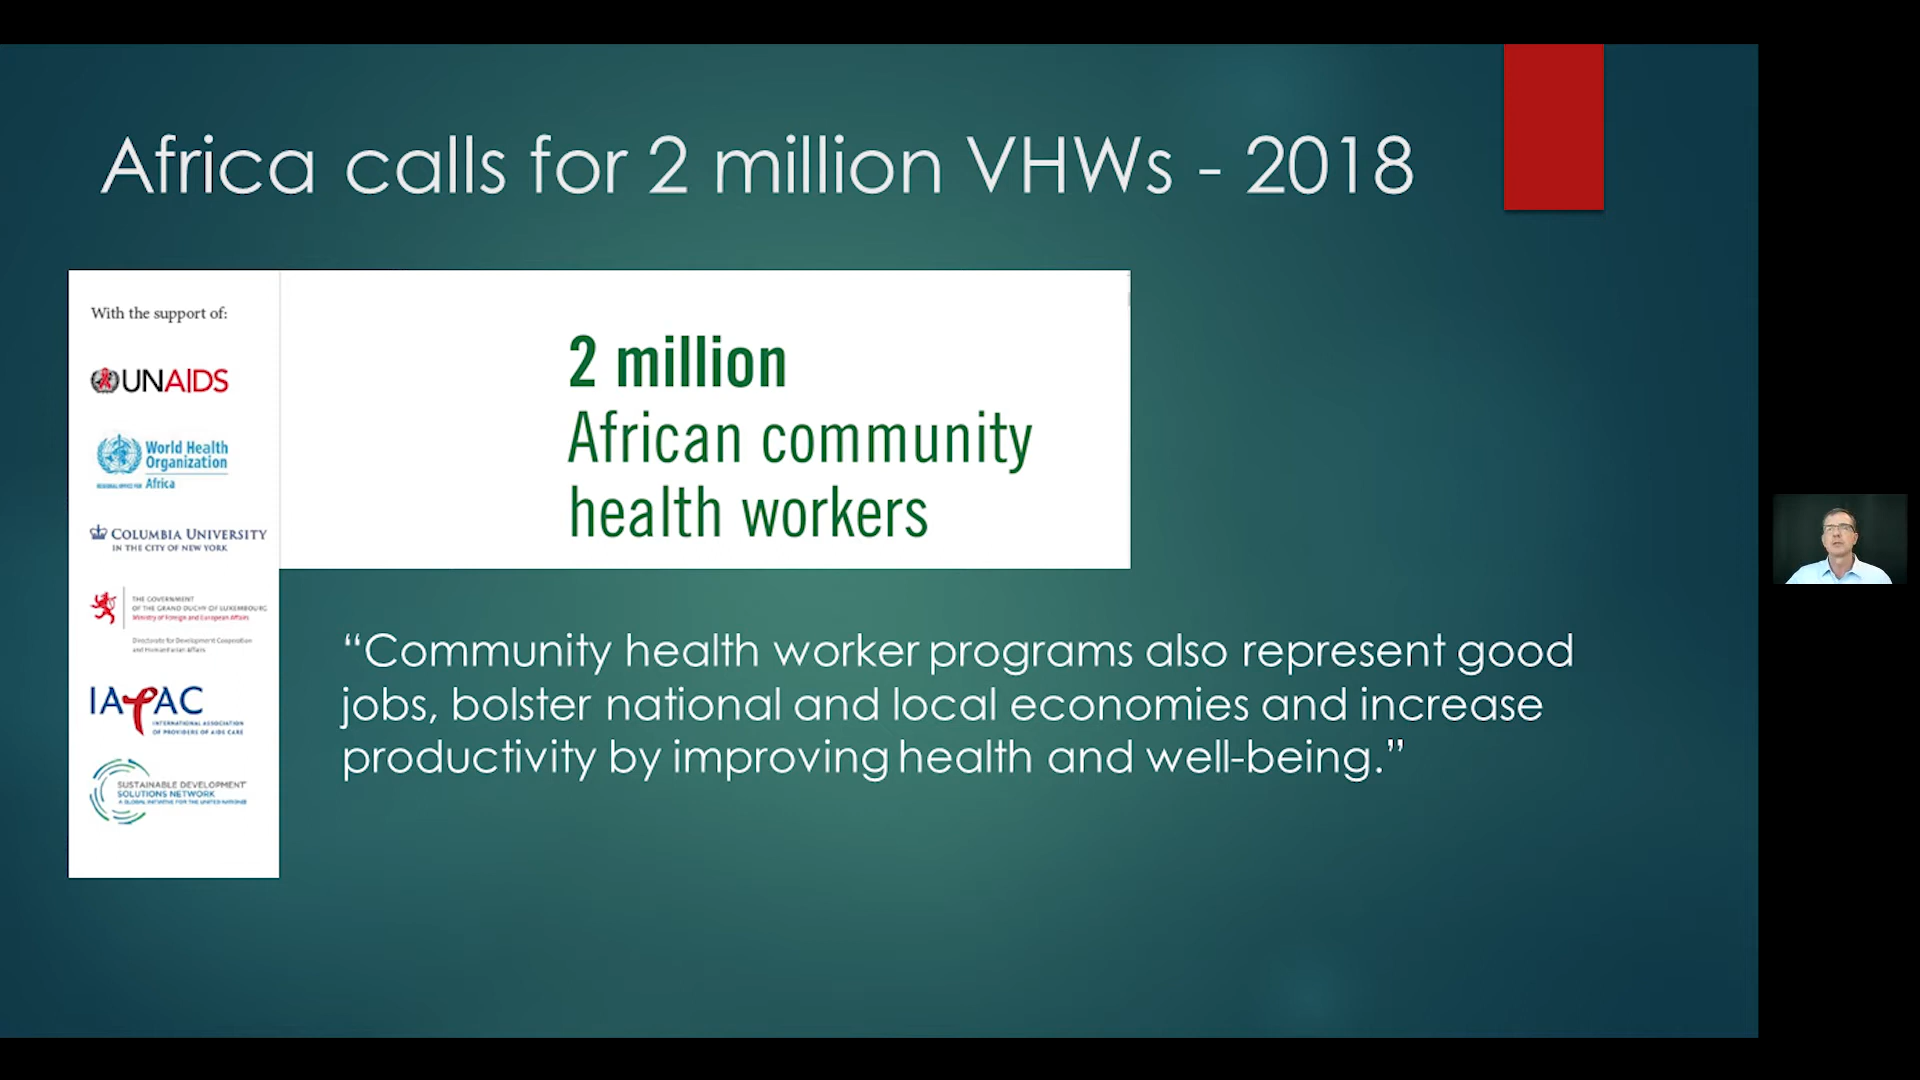 Africa calls for 2 million VHWs - 2018
With the support of:
UNAIDS
World Health
Organization
REGIONAL OFFICE FOR Africa
COLUMBIA UNIVERSITY
IN THE CITY OF NEW YORK
THE GOVERNMENT
OF THE GRAND DUCHY OF LUXEMBOURG
Ministry of Foreign and European Affairs
Directorate for Development Cooperation
and Humanitarian Affairs
IAPAC
INTERNATIONAL ASSOCIATION
OF PROVIDERS OF AIDS CARE
SUSTAINABLE DEVELOPMENT
SOLUTIONS NETWORK
A GLOBAL INITIATIVE FOR THE UNITED NATIONS
2 million
African community
health workers
“Community health worker programs also represent good
jobs, bolster national and local economies and increase
productivity by improving health and well-being.”